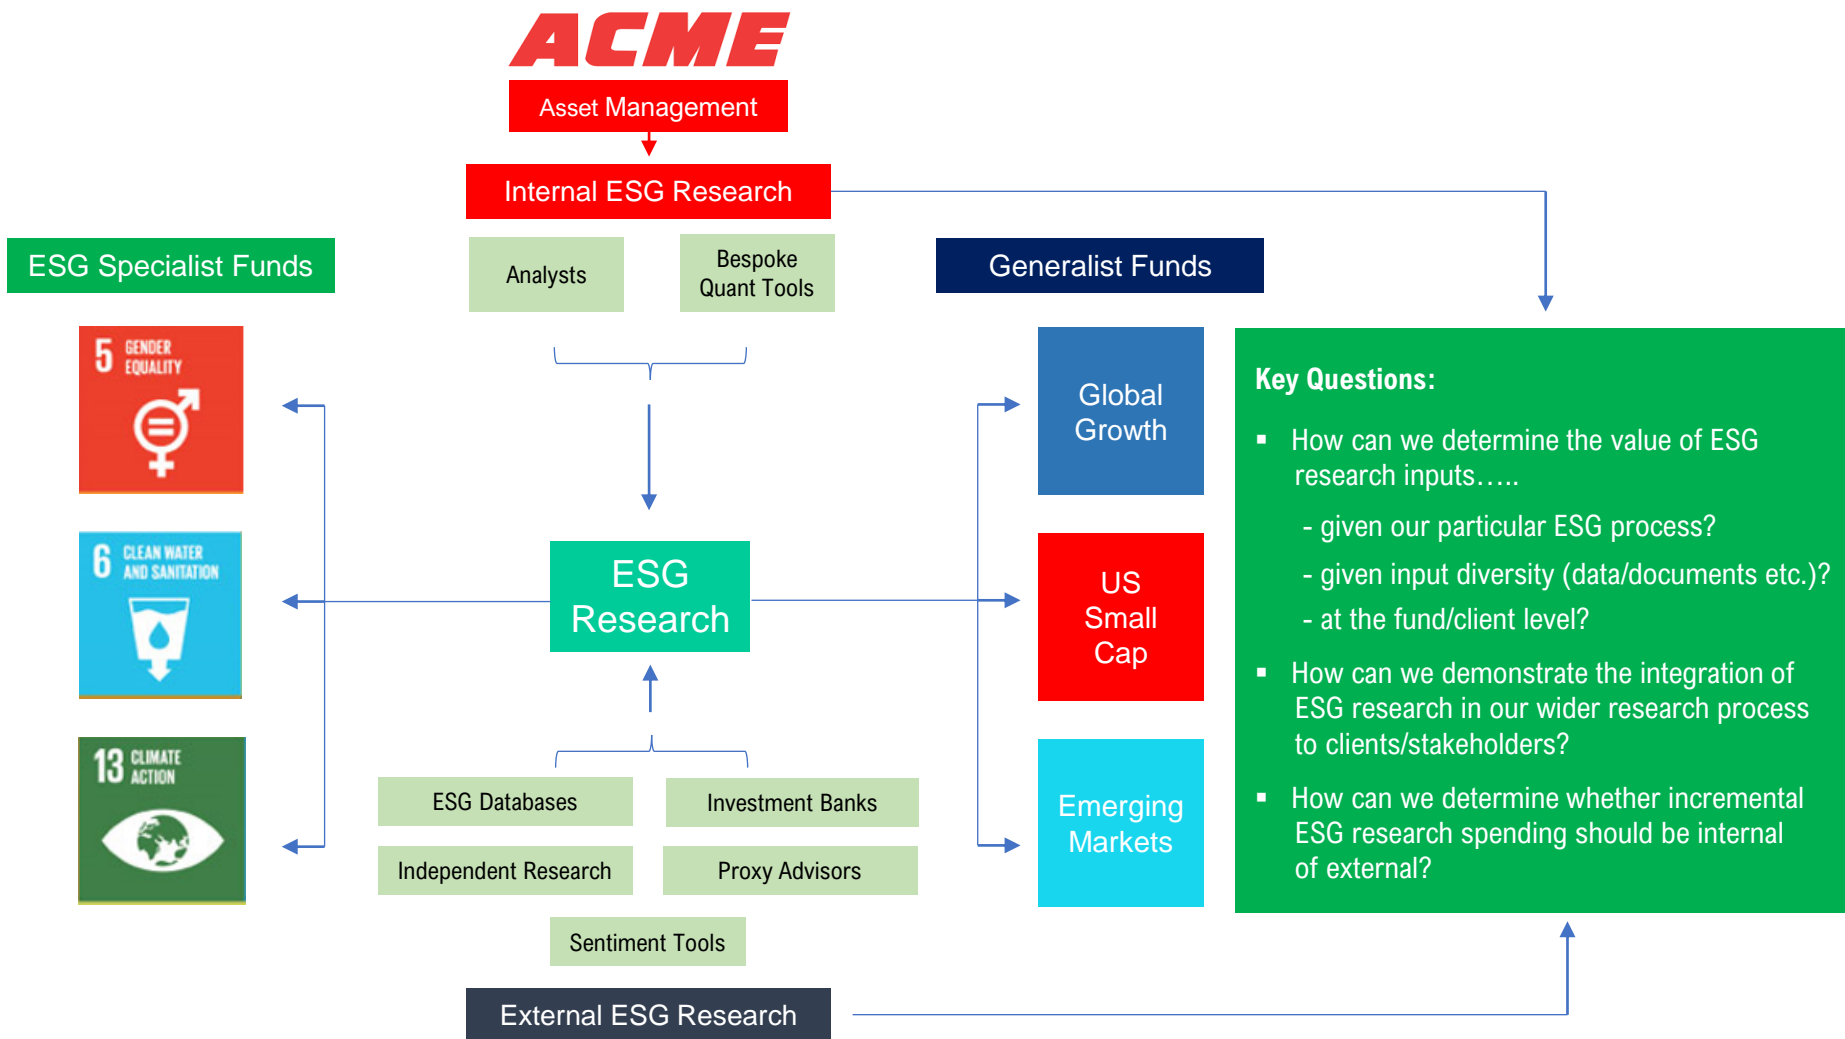 ACME
Asset Management
Internal ESG Research
Analysts
Bespoke
Quant Tools
ESG Specialist Funds
5 GENDER
EQUALITY
6 CLEAN WATER
AND SANITATION
13 CLIMATE
ACTION
ESG
Research
ESG Databases
Investment Banks
Independent Research
Proxy Advisors
Sentiment Tools
External ESG Research
Generalist Funds
Global
Growth
US
Small
Cap
Emerging
Markets
Key Questions:
▪ How can we determine the value of ESG
research inputs…..
- given our particular ESG process?
- given input diversity (data/documents etc.)?
- at the fund/client level?
▪ How can we demonstrate the integration of
ESG research in our wider research process
to clients/stakeholders?
▪ How can we determine whether incremental
ESG research spending should be internal
of external?